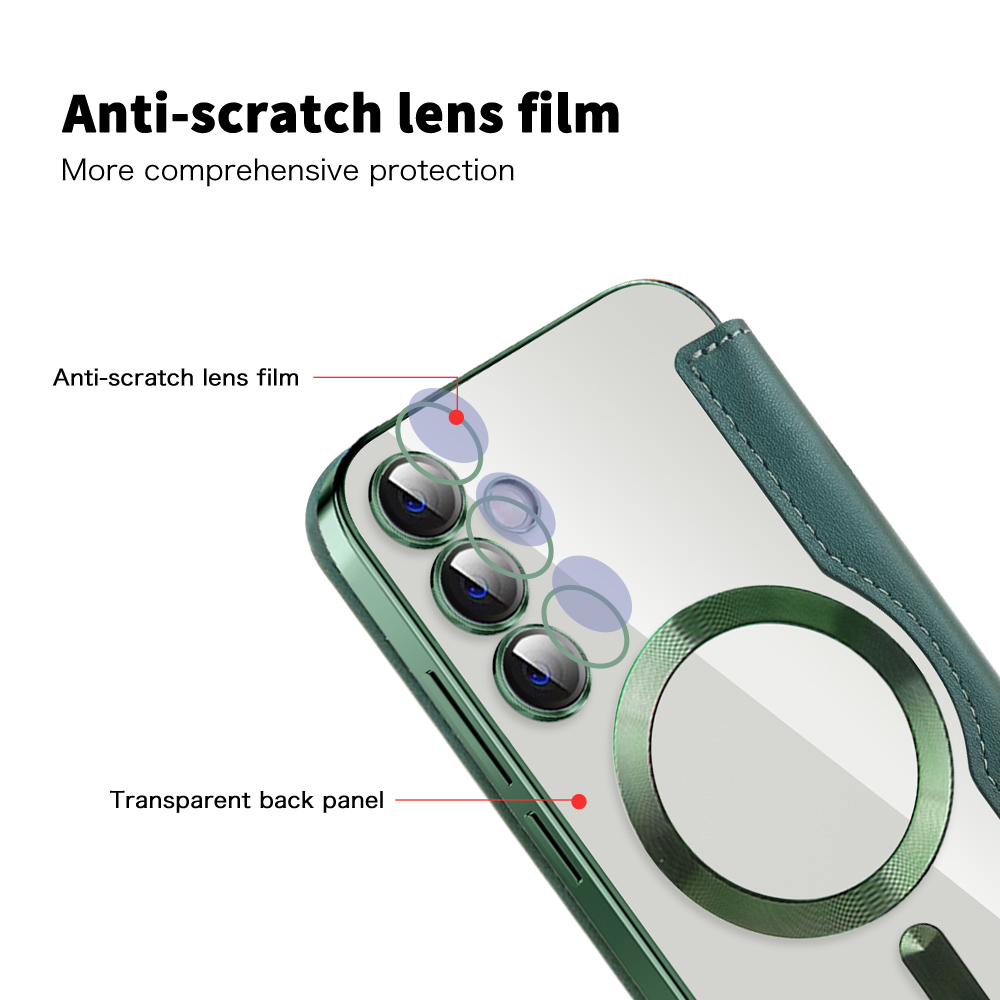 Anti-scratch lens film
More comprehensive protection
Anti-scratch lens film
Transparent back panel